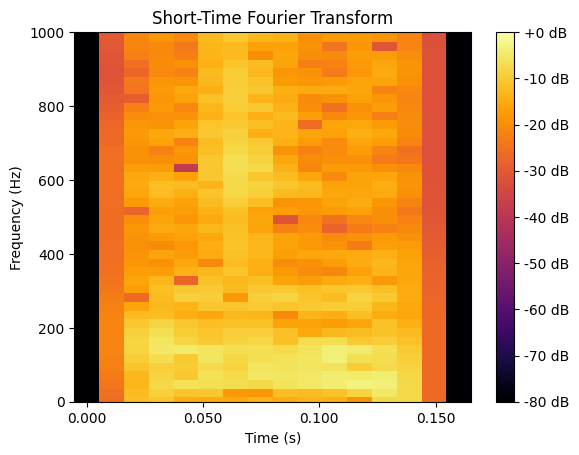 Short-Time Fourier Transform
1000
800
600
400
200
0
Frequency (Hz)
0.000
0.050
0.100
0.150
Time (s)
+0 dB
-10 dB
-20 dB
-30 dB
-40 dB
-50 dB
-60 dB
-70 dB
-80 dB